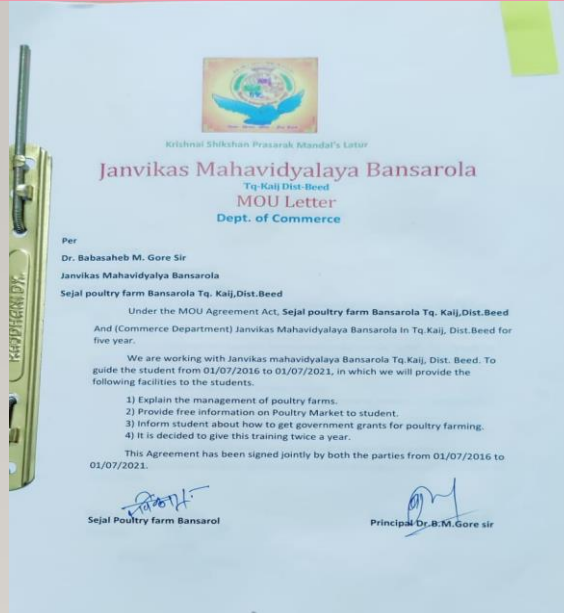 Krishnai Shikshan Prasarak Mandal's Latur
Janvikas Mahavidyalaya Bansarola
Tq-Kaij Dist-Beed
MOU Letter
Dept. of Commerce
Per
Dr. Babasaheb M. Gore Sir
Janvikas Mahavidyalya Bansarola
Sejal poultry farm Bansarola Tq. Kaij,Dist.Beed
Under the MOU Agreement Act, Sejal poultry farm Bansarola Tq. Kaij,Dist.Beed
And (Commerce Department) Janvikas Mahavidyalaya Bansarola In Tq.Kaij, Dist.Beed for
five year.
We are working with Janvikas mahavidyalaya Bansarola Tq.Kaij, Dist. Beed. To
guide the student from 01/07/2016 to 01/07/2021, in which we will provide the
following facilities to the students.
1) Explain the management of poultry farms.
2) Provide free information on Poultry Market to student.
3) Inform student about how to get government grants for poultry farming.
4) It is decided to give this training twice a year.
This Agreement has been signed jointly by both the parties from 01/07/2016 to
01/07/2021.
Sejal Poultry farm Bansarol
Principal Dr.B.M.Gore sir